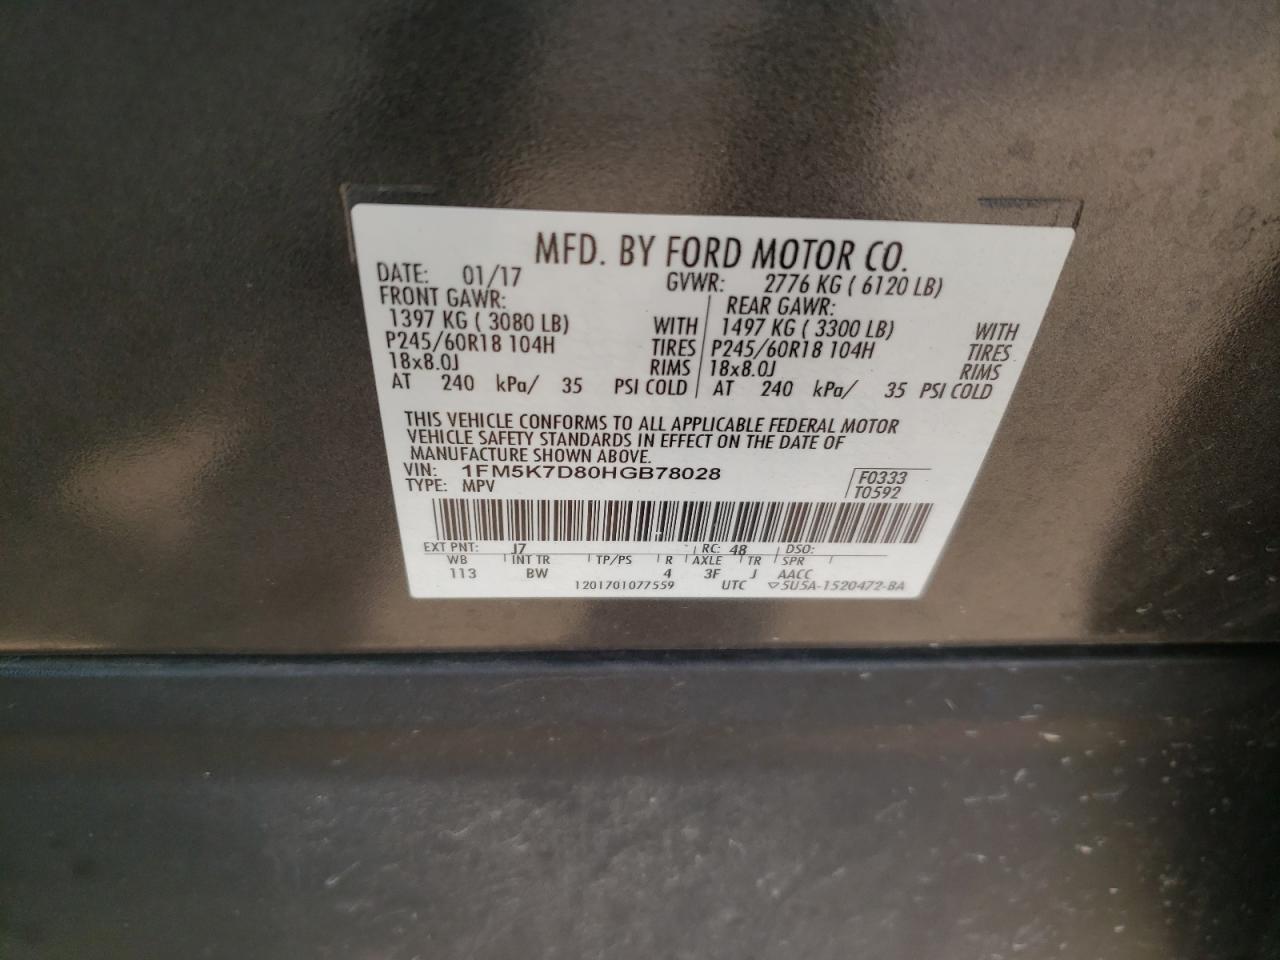 MFD. BY FORD MOTOR CO.
DATE: 01/17 GVWR: 2776 KG ( 6120 LB)
FRONT GAWR: REAR GAWR:
1397 KG ( 3080 LB) WITH 1497 KG ( 3300 LB) WITH
P245/60R18 104H TIRES P245/60R18 104H TIRES
18x8.0J RIMS 18x8.0J RIMS
AT 240 kPa/ 35 PSI COLD AT 240 kPa/ 35 PSI COLD
THIS VEHICLE CONFORMS TO ALL APPLICABLE FEDERAL MOTOR
VEHICLE SAFETY STANDARDS IN EFFECT ON THE DATE OF
MANUFACTURE SHOWN ABOVE.
VIN: 1FM5K7D80HGB78028 F0333
TYPE: MPV T0592
EXT PNT: J7 RC: 48 DSO:
WB INT TR TP/PS R AXLE TR SPR
113 BW 4 3F J AACC
1201701077559 UTC ▽5U5A-1520472-BA